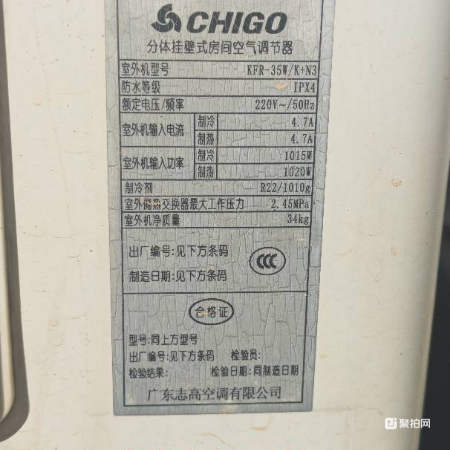 CHIGO
分体挂壁式房间空气调节器
室外机型号 KFR-35W/K+N3
防水等级 IPX4
额定电压/频率 220V~/50Hz
室外机输入电流 制冷 4.7A
制热 4.7A
室外机输入功率 制冷 1015W
制热 1020W
制冷剂 R22/1010g
室外侧热交换器最大工作压力 2.45MPa
室外机净质量 34kg
出厂编号:见下方条码
制造日期:见下方条码
CCC
合格证
型号:同上方型号
出厂编号:见下方条码 检验员:
检验结果: 检验日期:同制造日期
广东志高空调有限公司
聚拍网